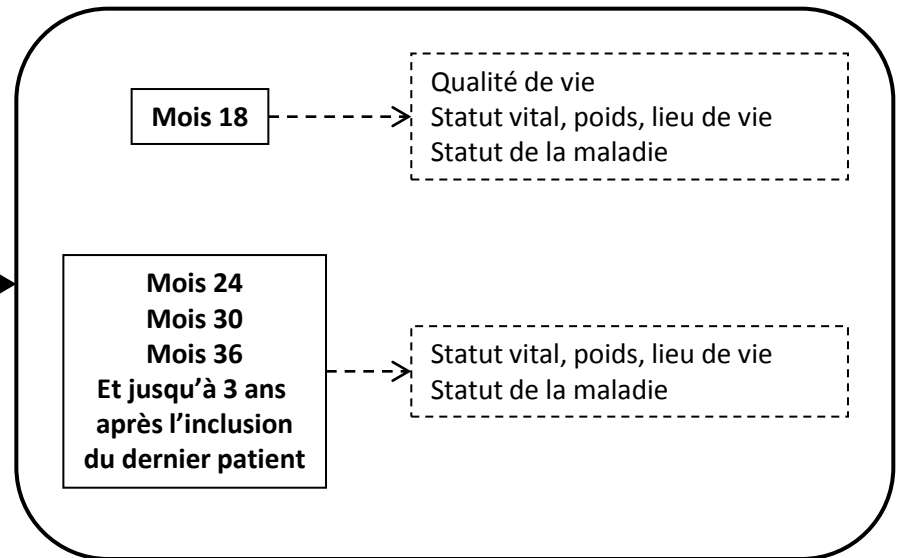 Mois 18
Qualité de vie
Statut vital, poids, lieu de vie
Statut de la maladie
Mois 24
Mois 30
Mois 36
Et jusqu’à 3 ans
après l’inclusion
du dernier patient
Statut vital, poids, lieu de vie
Statut de la maladie